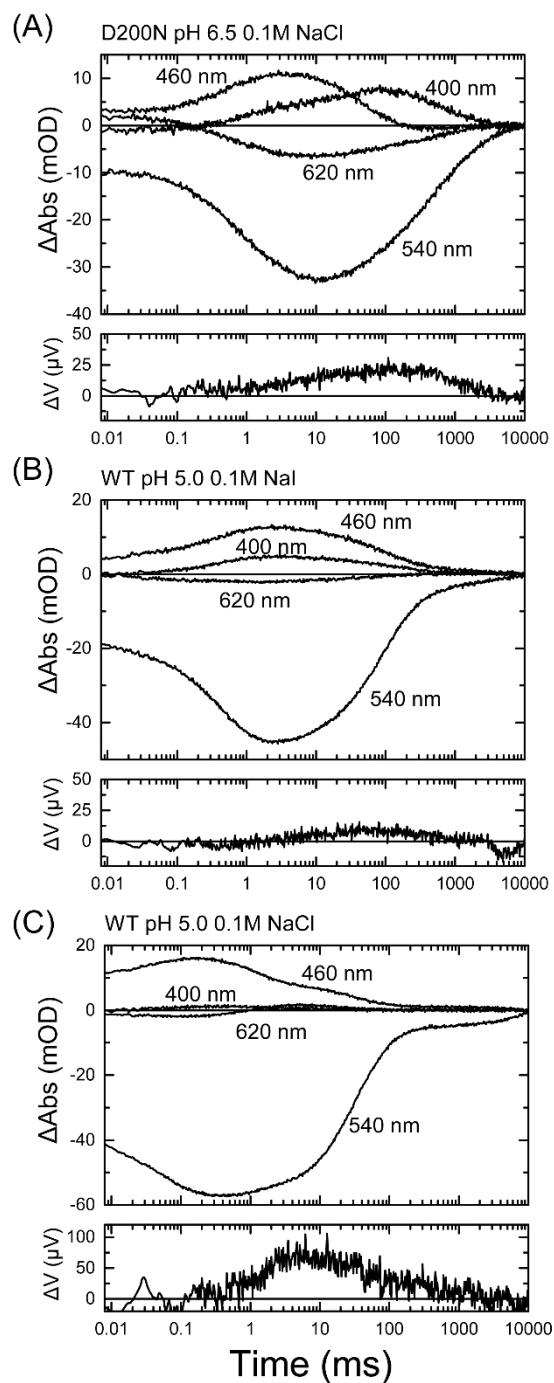 (A)
D200N pH 6.5 0.1M NaCl
460 nm
400 nm
620 nm
540 nm
ΔAbs (mOD)
10
0
-10
-20
-30
-40
ΔV (μV)
50
25
0
0.01 0.1 1 10 100 1000 10000
(B)
WT pH 5.0 0.1M NaI
460 nm
400 nm
620 nm
540 nm
ΔAbs (mOD)
20
0
-20
-40
ΔV (μV)
50
25
0
0.01 0.1 1 10 100 1000 10000
(C)
WT pH 5.0 0.1M NaCl
460 nm
400 nm
620 nm
540 nm
ΔAbs (mOD)
20
0
-20
-40
-60
ΔV (μV)
100
75
50
25
0
0.01 0.1 1 10 100 1000 10000
Time (ms)